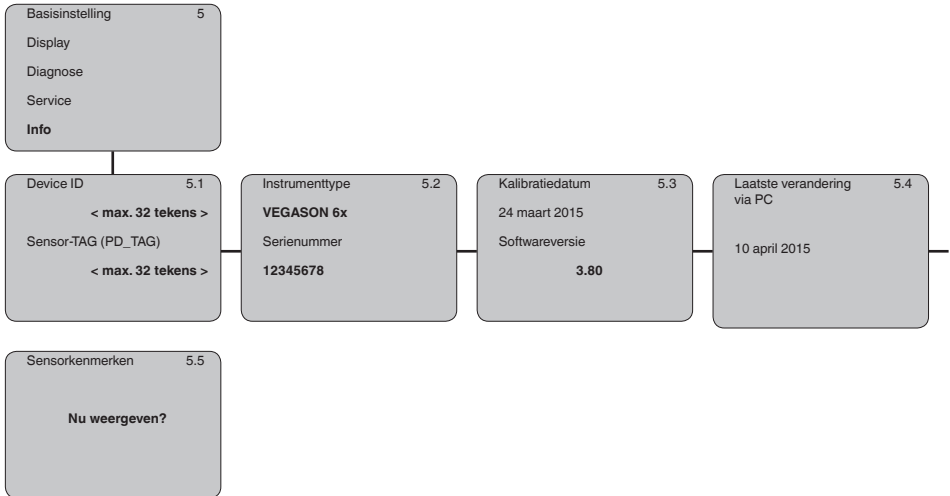 Basisinstelling 5
Display
Diagnose
Service
Info
Device ID 5.1
< max. 32 tekens >
Sensor-TAG (PD_TAG)
< max. 32 tekens >
Instrumenttype 5.2
VEGASON 6x
Serienummer
12345678
Kalibratiedatum 5.3
24 maart 2015
Softwareversie
3.80
Laatste verandering 5.4
via PC
10 april 2015
Sensorkenmerken 5.5
Nu weergeven?